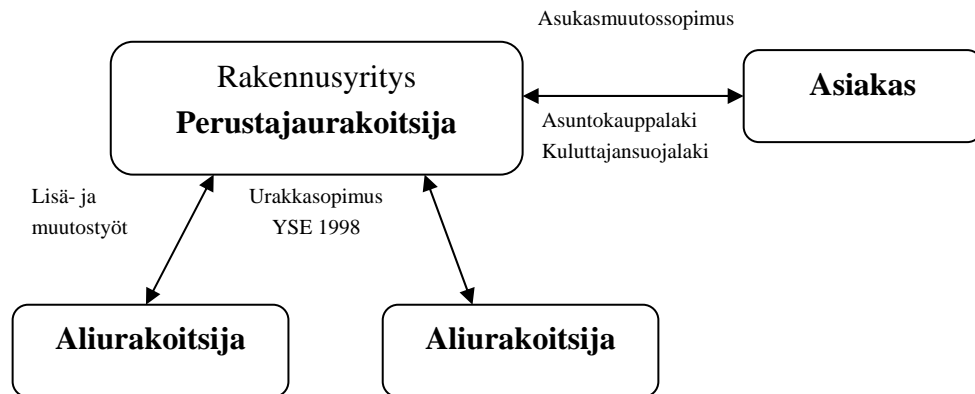 Asukasmuutossopimus
Rakennusyritys
Perustajaurakoitsija
Asiakas
Asuntokauppalaki
Kuluttajansuojalaki
Lisä- ja
muutostyöt
Urakkasopimus
YSE 1998
Aliurakoitsija
Aliurakoitsija